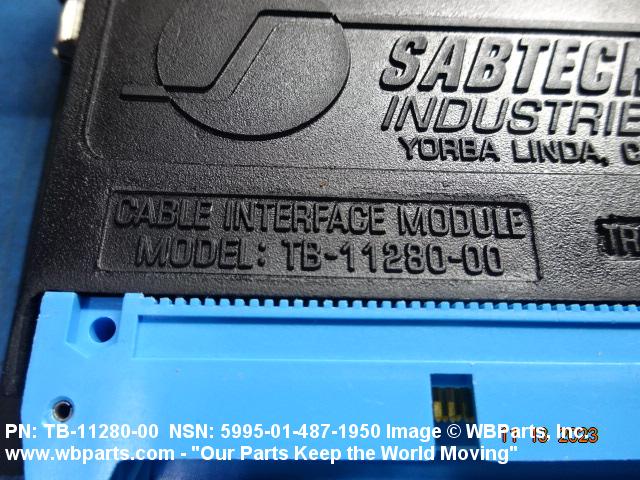 SABTECH
INDUSTRIE
YORBA LINDA, C
CABLE INTERFACE MODULE
MODEL: TB-11280-00
TR
PN: TB-11280-00 NSN: 5995-01-487-1950 Image © WBParts, Inc.
www.wbparts.com - "Our Parts Keep the World Moving"